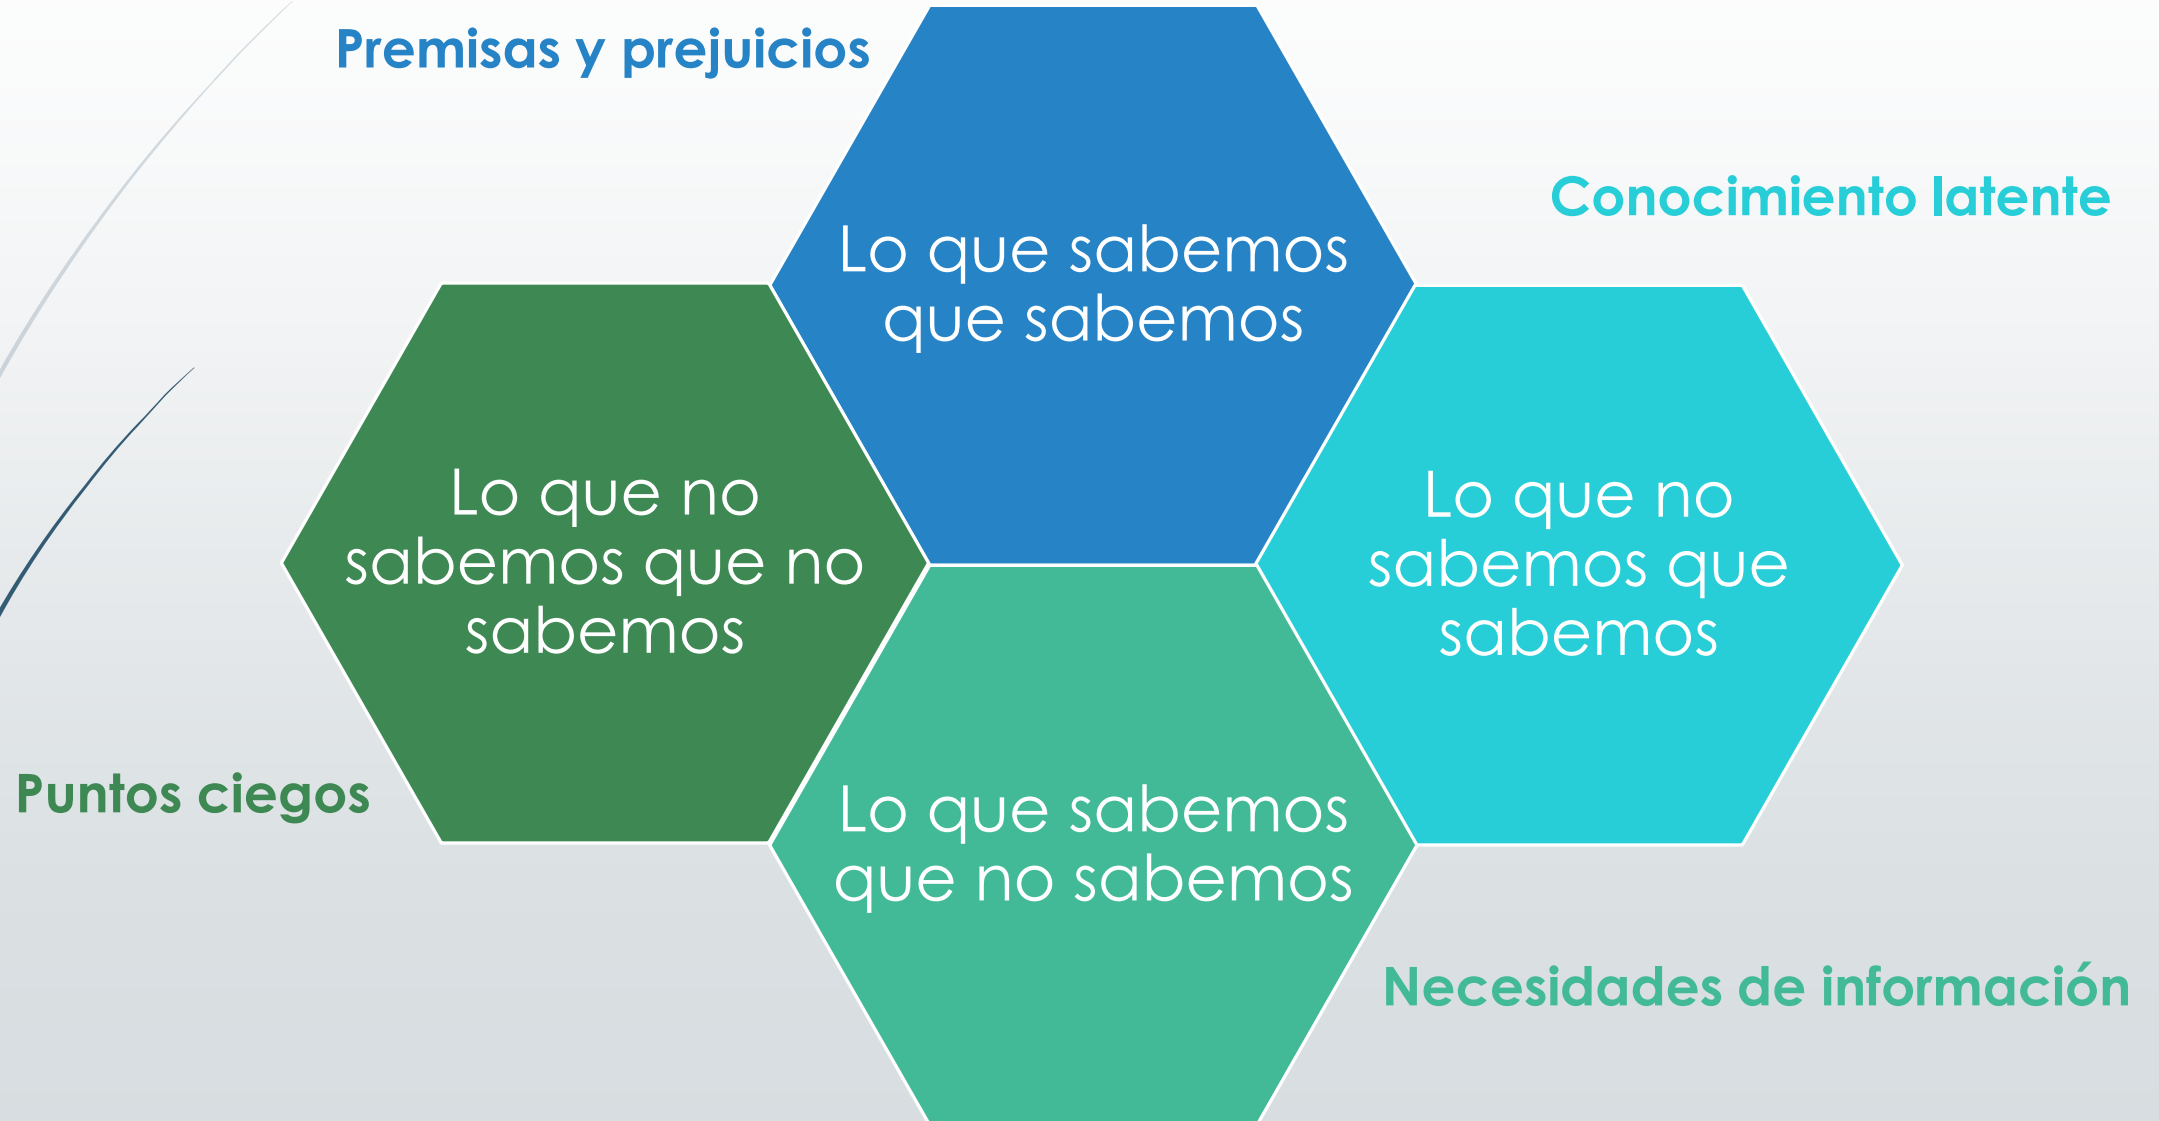 Premisas y prejuicios
Lo que sabemos
que sabemos
Conocimiento latente
Lo que no
sabemos que
sabemos
Lo que no
sabemos que no
sabemos
Puntos ciegos
Lo que sabemos
que no sabemos
Necesidades de información